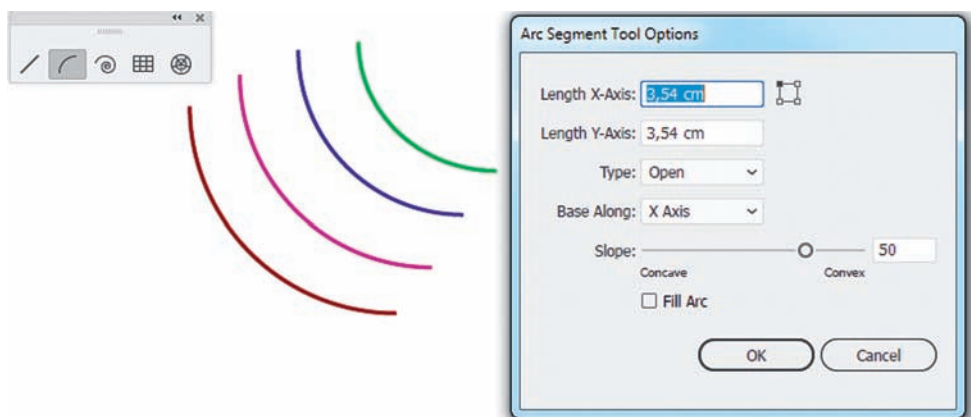 Arc Segment Tool Options
Length X-Axis: 3,54 cm
Length Y-Axis: 3,54 cm
Type: Open
Base Along: X Axis
Slope: 50
Concave Convex
Fill Arc
OK Cancel